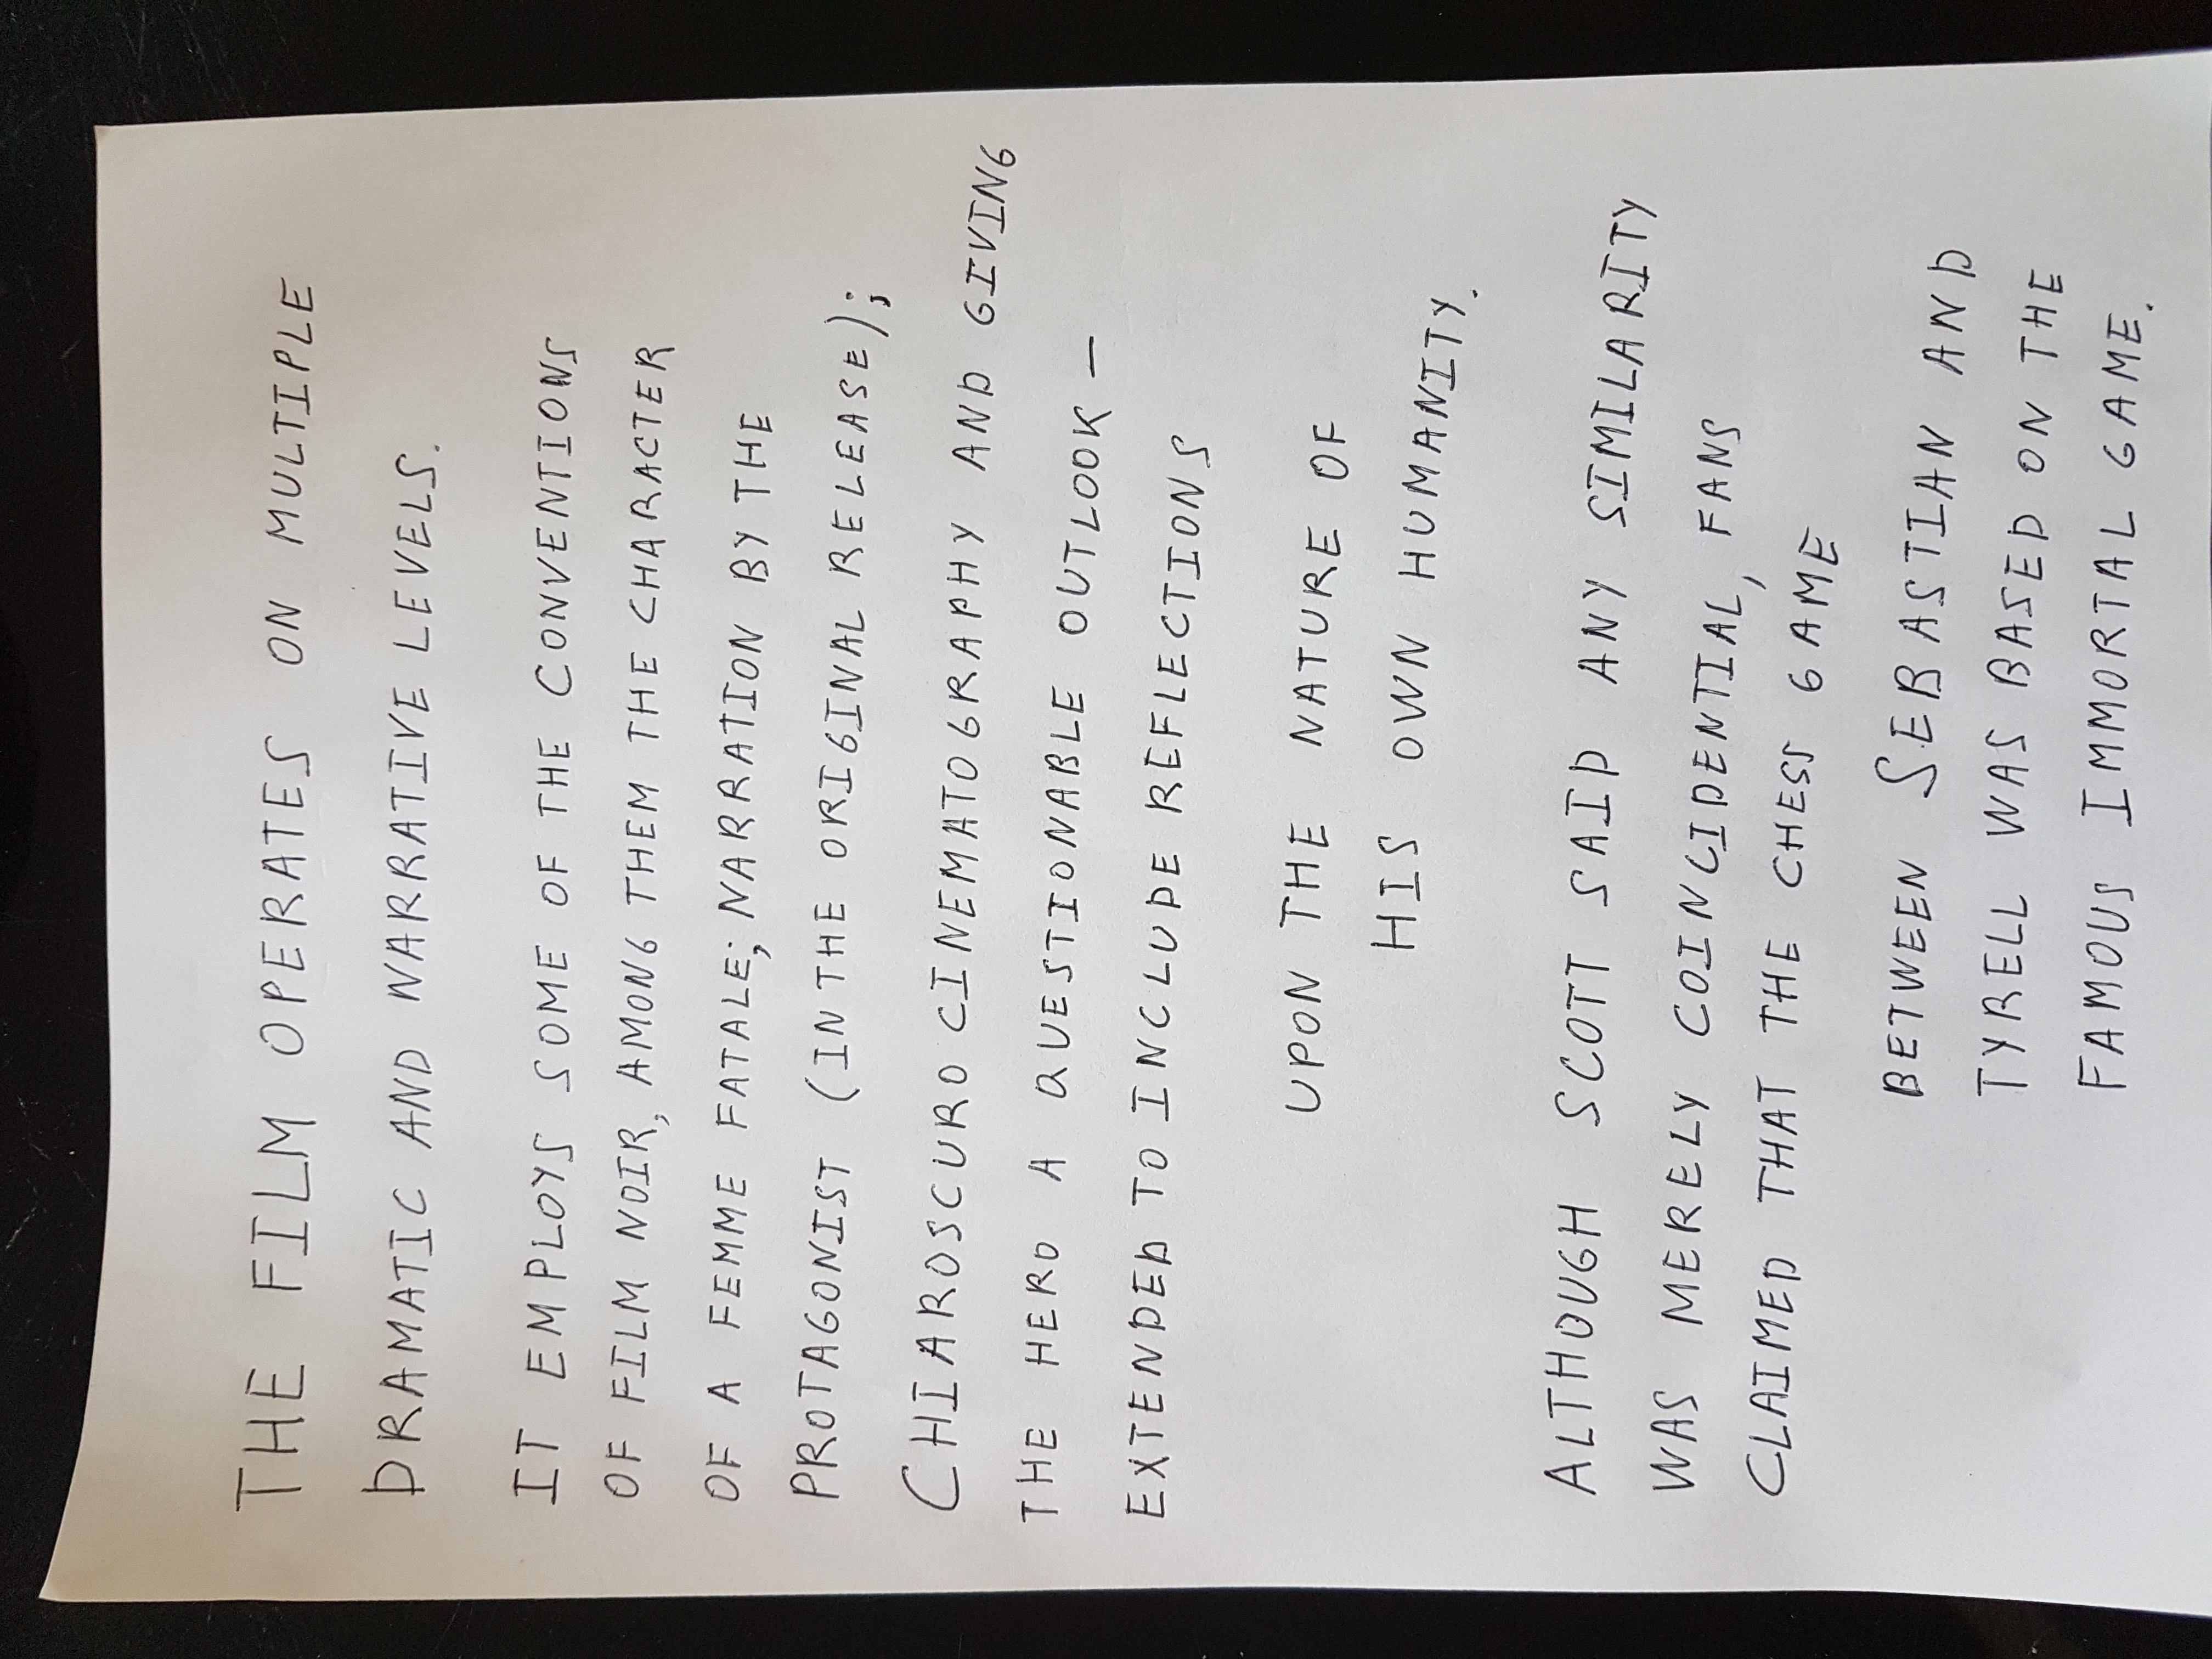 THE FILM OPERATES ON MULTIPLE
DRAMATIC AND NARRATIVE LEVELS.
IT EMPLOYS SOME OF THE CONVENTIONS
OF FILM NOIR, AMONG THEM THE CHARACTER
OF A FEMME FATALE; NARRATION BY THE
PROTAGONIST (IN THE ORIGINAL RELEASE);
CHIAROSCURO CINEMATOGRAPHY AND GIVING
THE HERO A QUESTIONABLE OUTLOOK –
EXTENDED TO INCLUDE REFLECTIONS
UPON THE NATURE OF
HIS OWN HUMANITY.
ALTHOUGH SCOTT SAID ANY SIMILARITY
WAS MERELY COINCIDENTIAL, FANS
CLAIMED THAT THE CHESS GAME
BETWEEN SEBASTIAN AND
TYRELL WAS BASED ON THE
FAMOUS IMMORTAL GAME.